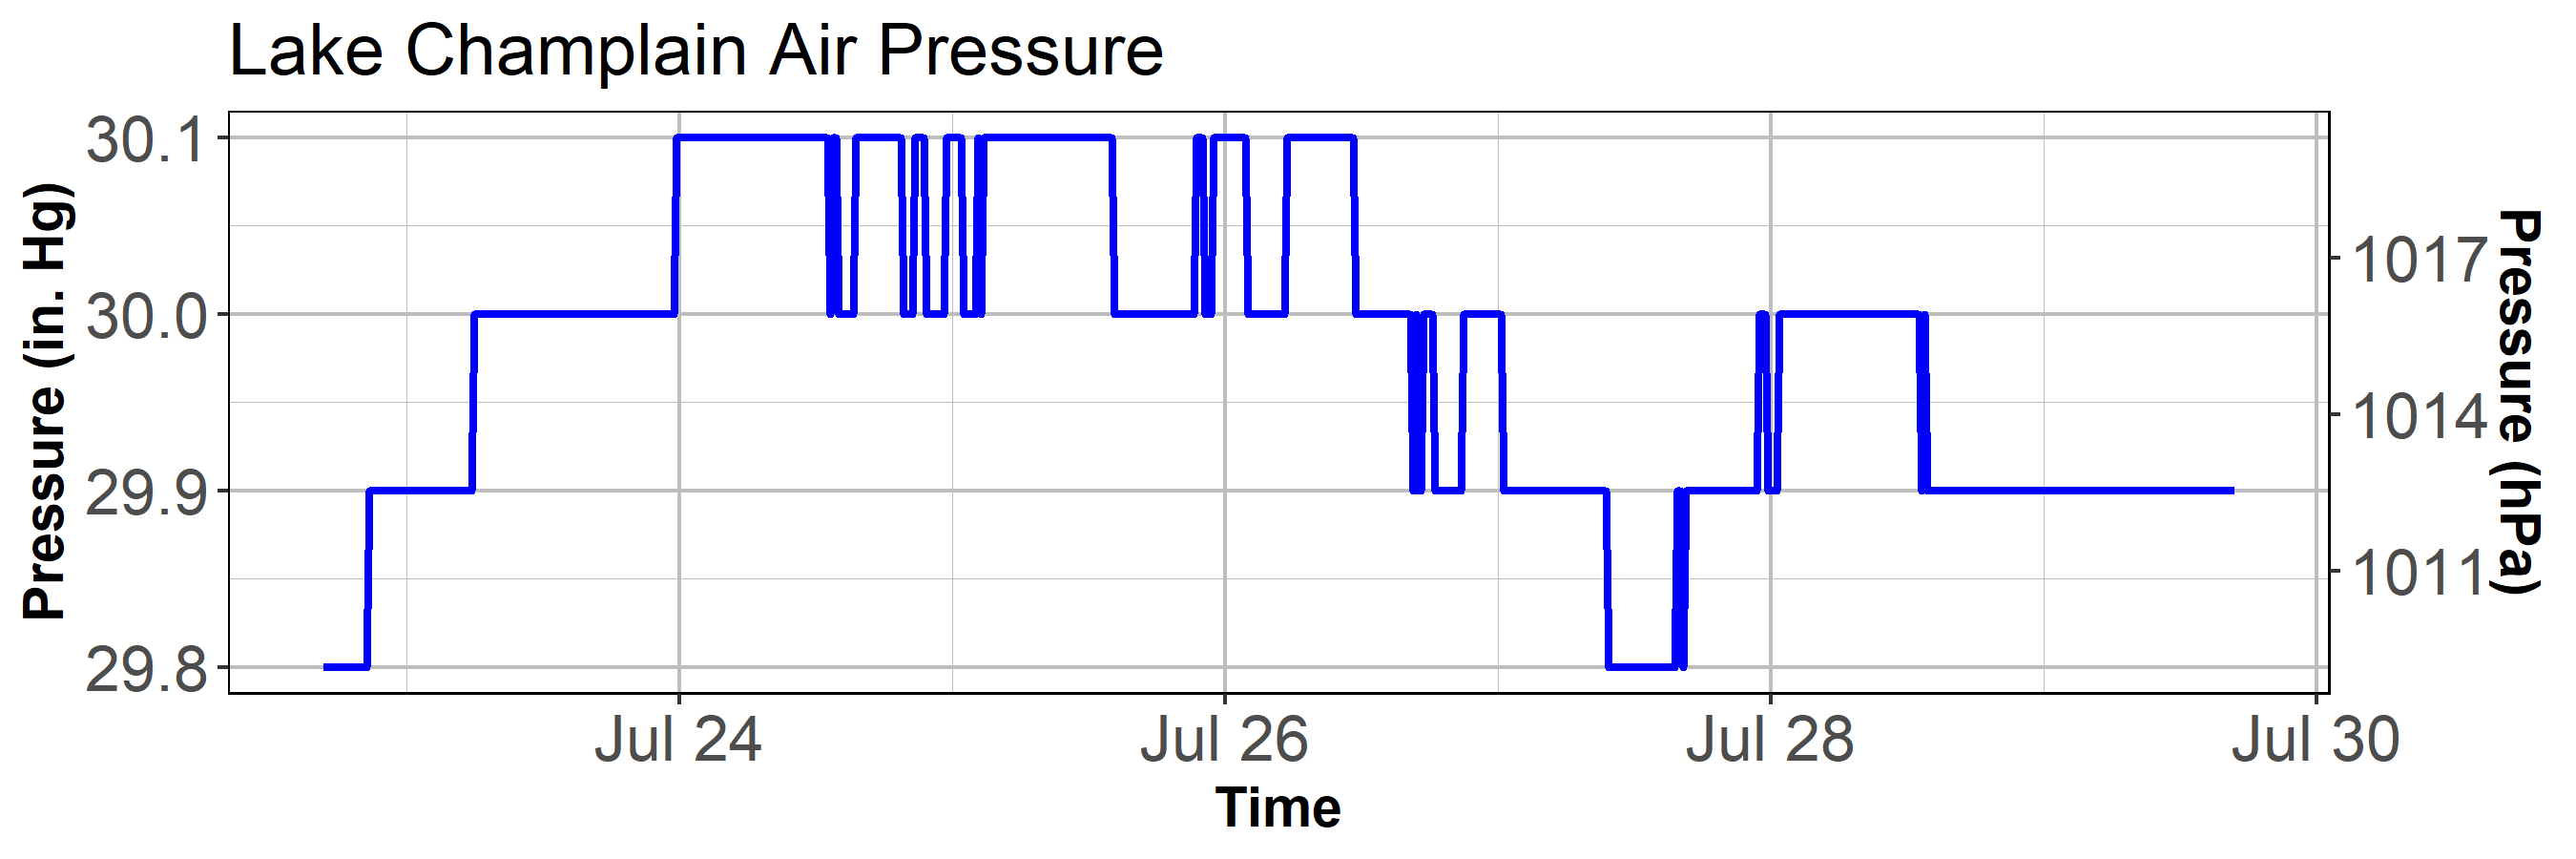 Lake Champlain Air Pressure
Pressure (in. Hg)
30.1
30.0
29.9
29.8
1017
1014
1011
Pressure (hPa)
Jul 24
Jul 26
Jul 28
Jul 30
Time